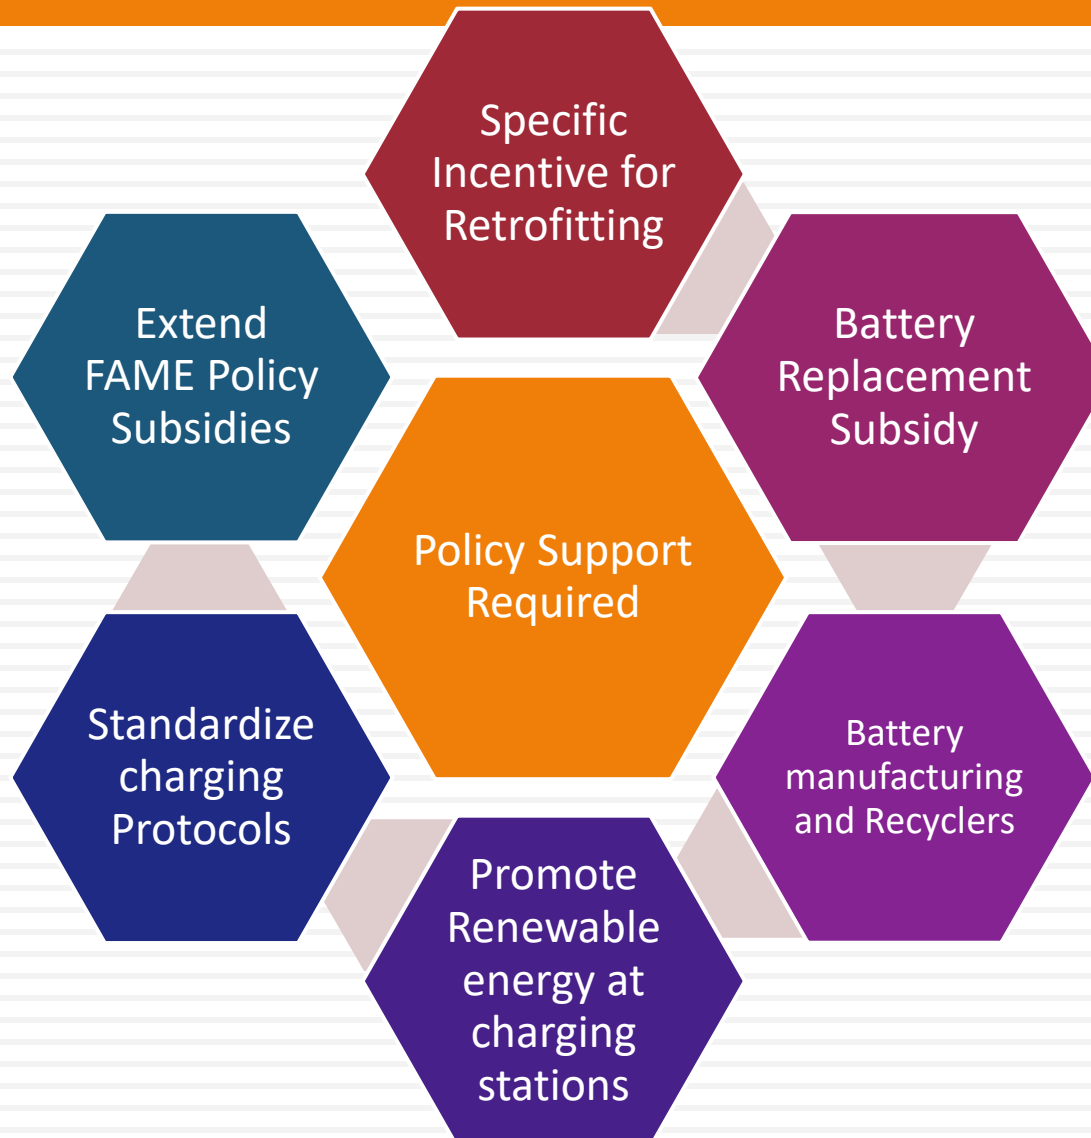 Specific
Incentive for
Retrofitting
Battery
Replacement
Subsidy
Battery
manufacturing
and Recyclers
Promote
Renewable
energy at
charging
stations
Standardize
charging
Protocols
Extend
FAME Policy
Subsidies
Policy Support
Required